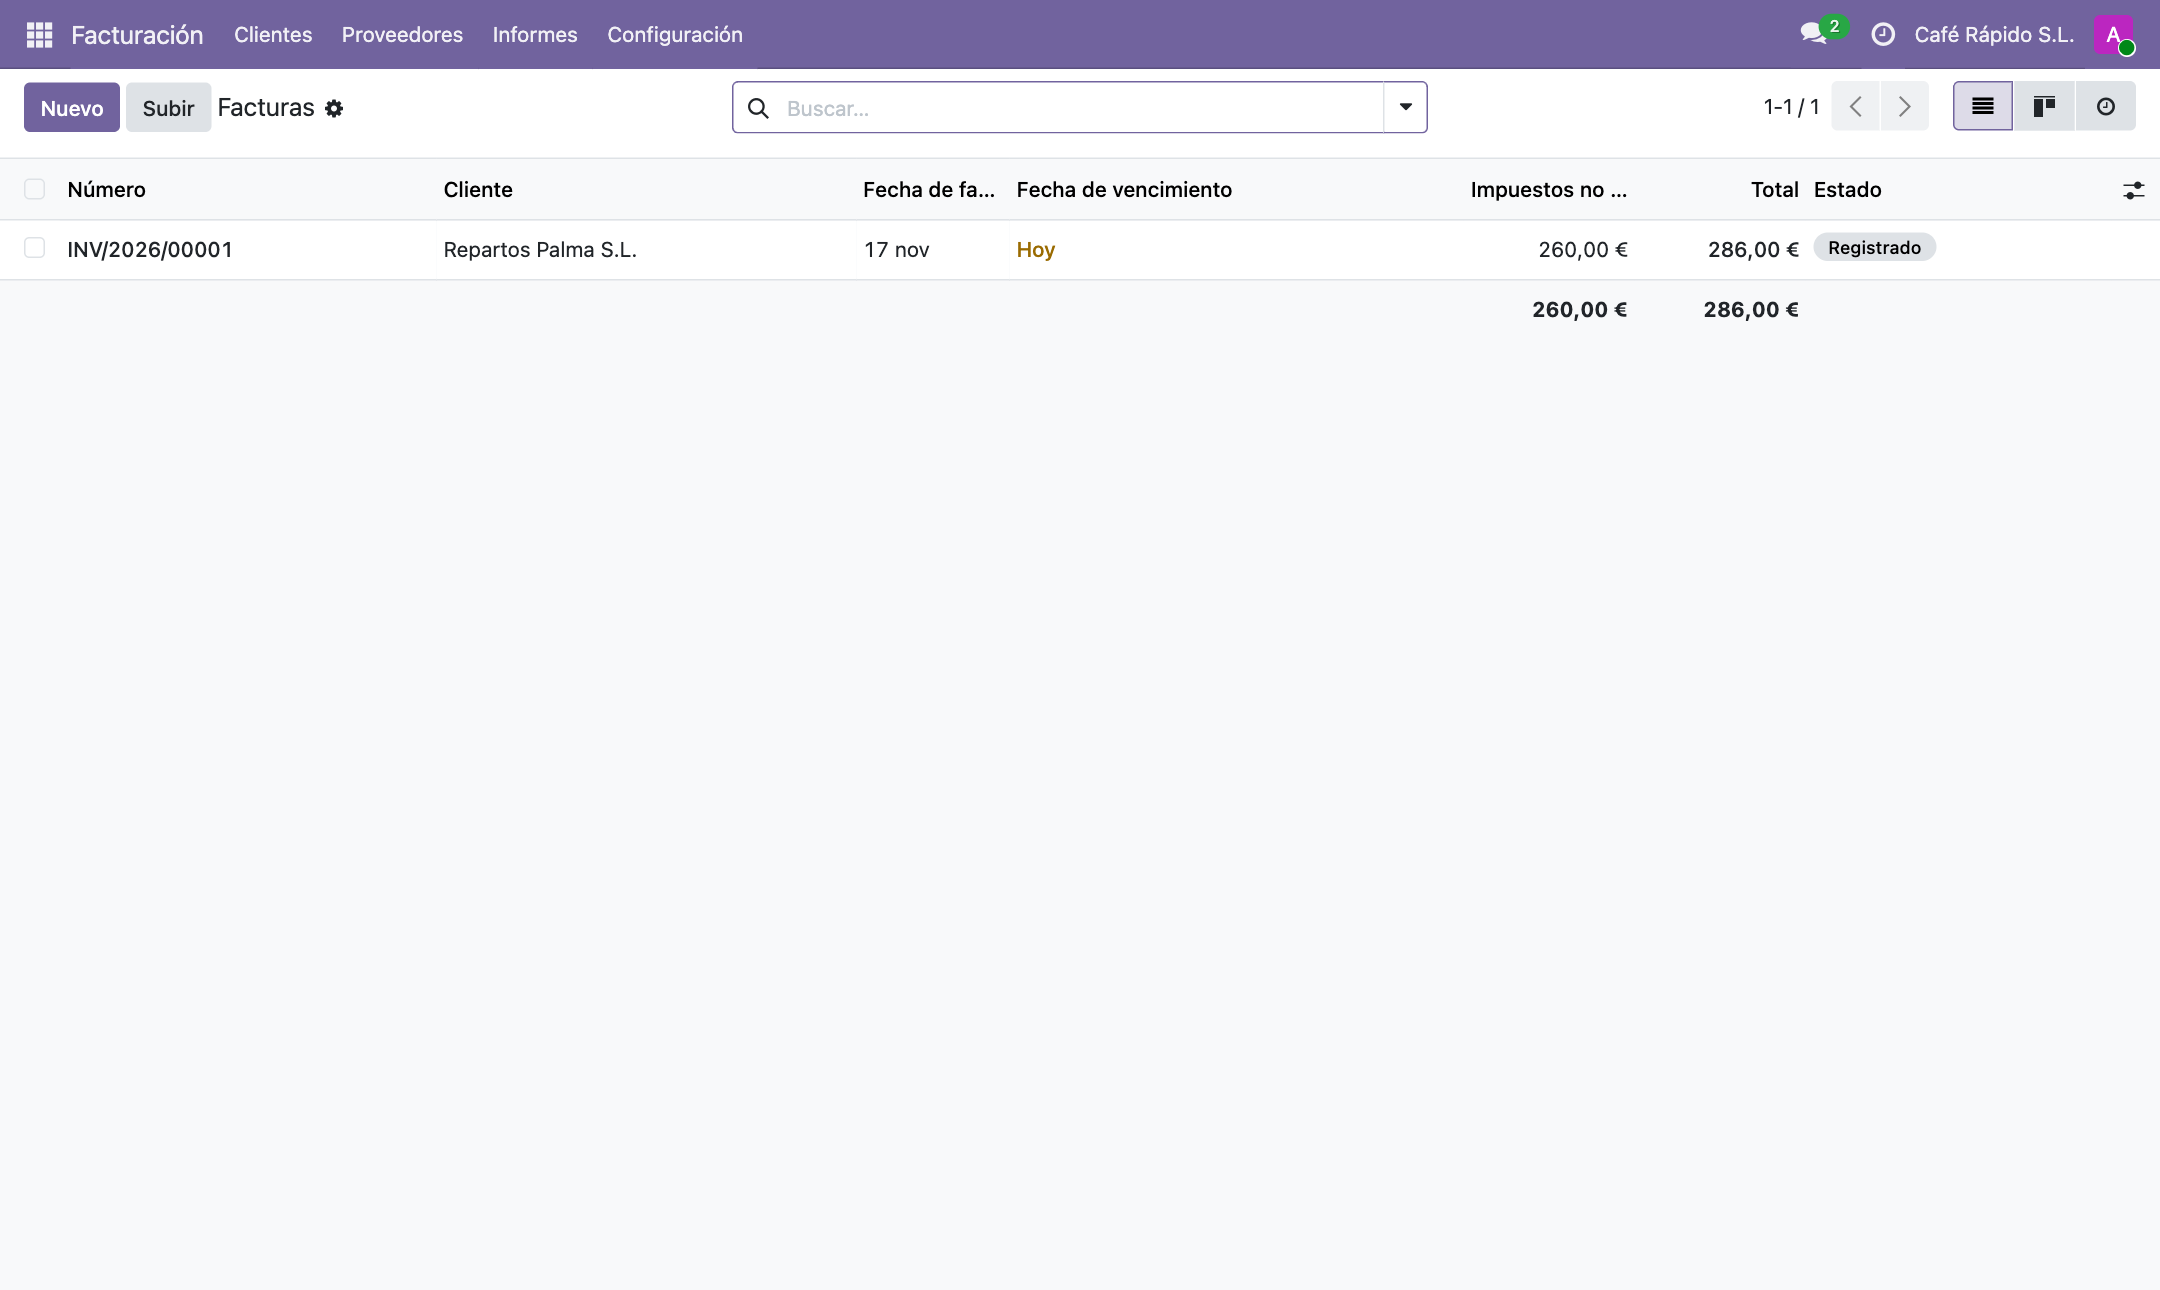 Facturación Clientes Proveedores Informes Configuración 2 Café Rápido S.L. A
Nuevo Subir Facturas Buscar... 1-1 / 1
Número Cliente Fecha de fa... Fecha de vencimiento Impuestos no ... Total Estado
INV/2026/00001 Repartos Palma S.L. 17 nov Hoy 260,00 € 286,00 € Registrado
260,00 € 286,00 €